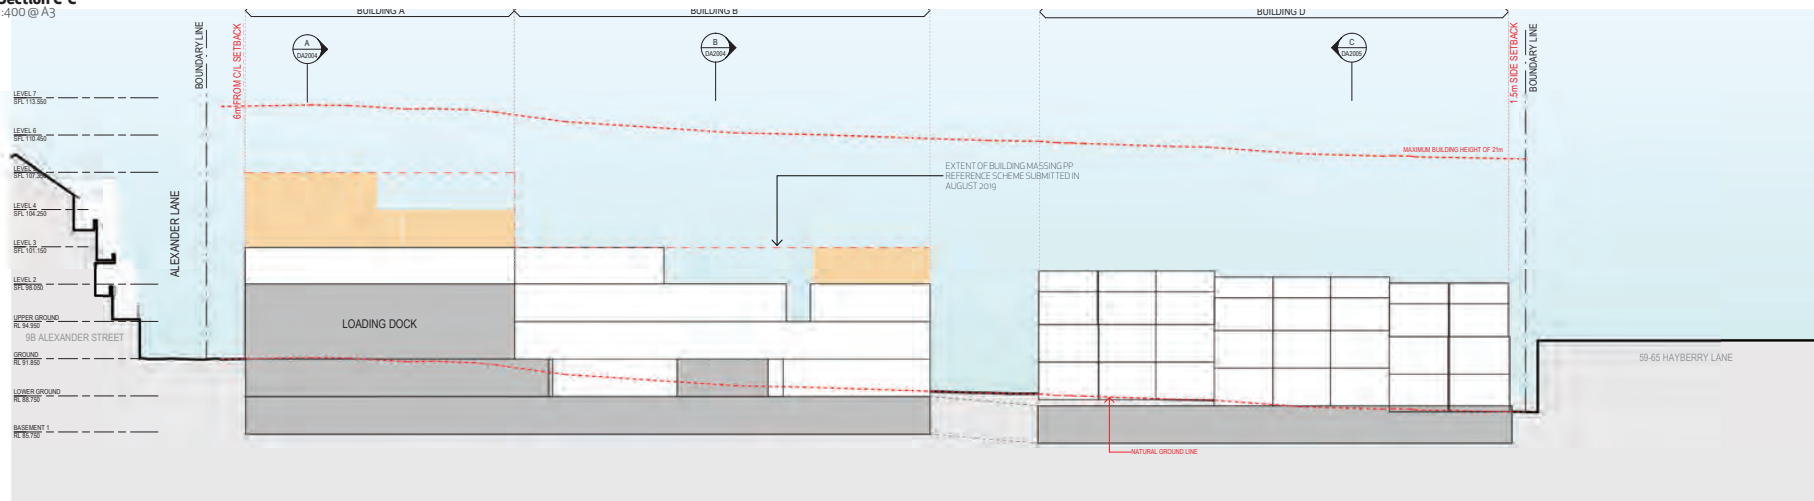 Section C-C
1:400 @ A3
BUILDING A
BUILDING B
BUILDING D
BOUNDARY LINE
6m FROM C/L SETBACK
A
DA2004
B
DA2004
C
DA2005
1.5m SIDE SETBACK
BOUNDARY LINE
LEVEL 7
SFL 113.550
LEVEL 6
SFL 110.450
MAXIMUM BUILDING HEIGHT OF 21m
EXTENT OF BUILDING MASSING PP
REFERENCE SCHEME SUBMITTED IN
AUGUST 2019
SFL 107.350
LEVEL 4
SFL 104.250
ALEXANDER LANE
LEVEL 3
SFL 101.150
LEVEL 2
SFL 98.050
UPPER GROUND
RL 94.950
LOADING DOCK
9B ALEXANDER STREET
GROUND
RL 91.850
59-65 HAYBERRY LANE
LOWER GROUND
RL 88.750
BASEMENT 1
RL 85.750
NATURAL GROUND LINE